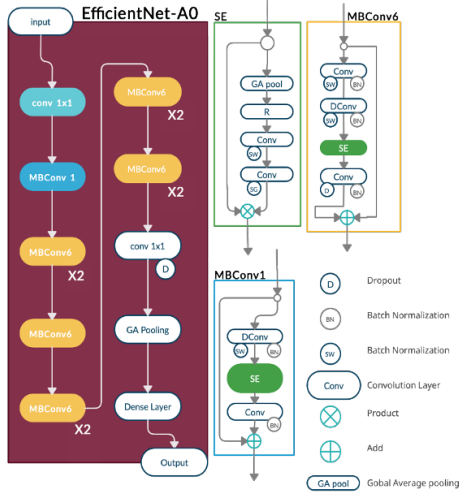 EfficientNet-A0
input
conv 1x1
MBConv 1
MBConv6
X2
MBConv6
MBConv6
X2
MBConv6
X2
MBConv6
X2
conv 1x1
D
GA Pooling
Dense Layer
Output
SE
GA pool
R
Conv
SW
Conv
SG
MBConv6
Conv
SW
BN
DConv
SW
BN
SE
Conv
D
BN
MBConv1
DConv
SW
BN
SE
Conv
BN
D Dropout
BN Batch Normalization
SW Batch Normalization
Conv Convolution Layer
Product
Add
GA pool Gobal Average pooling